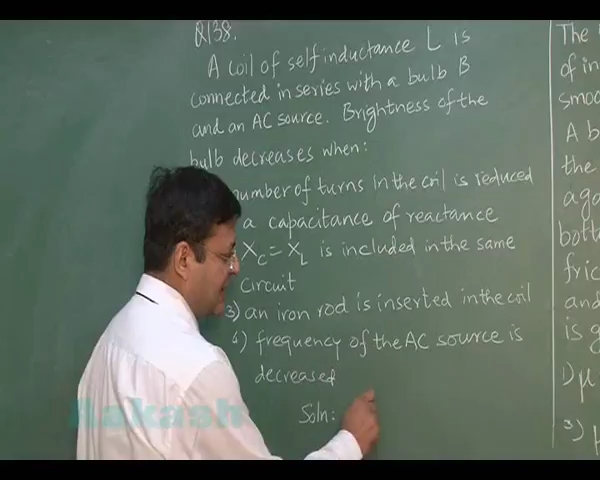 Q138.
A coil of self inductance L is
connected in series with a bulb B
and an AC source. Brightness of the
bulb decreases when:
number of turns in the coil is reduced
a capacitance of reactance
XC = XL is included in the same
circuit
3) an iron rod is inserted in the coil
4) frequency of the AC source is
decreased
Soln:
The
of in
smoo
A b
the
aga
botto
fric
and
is g
1) μ
3)
Aakash